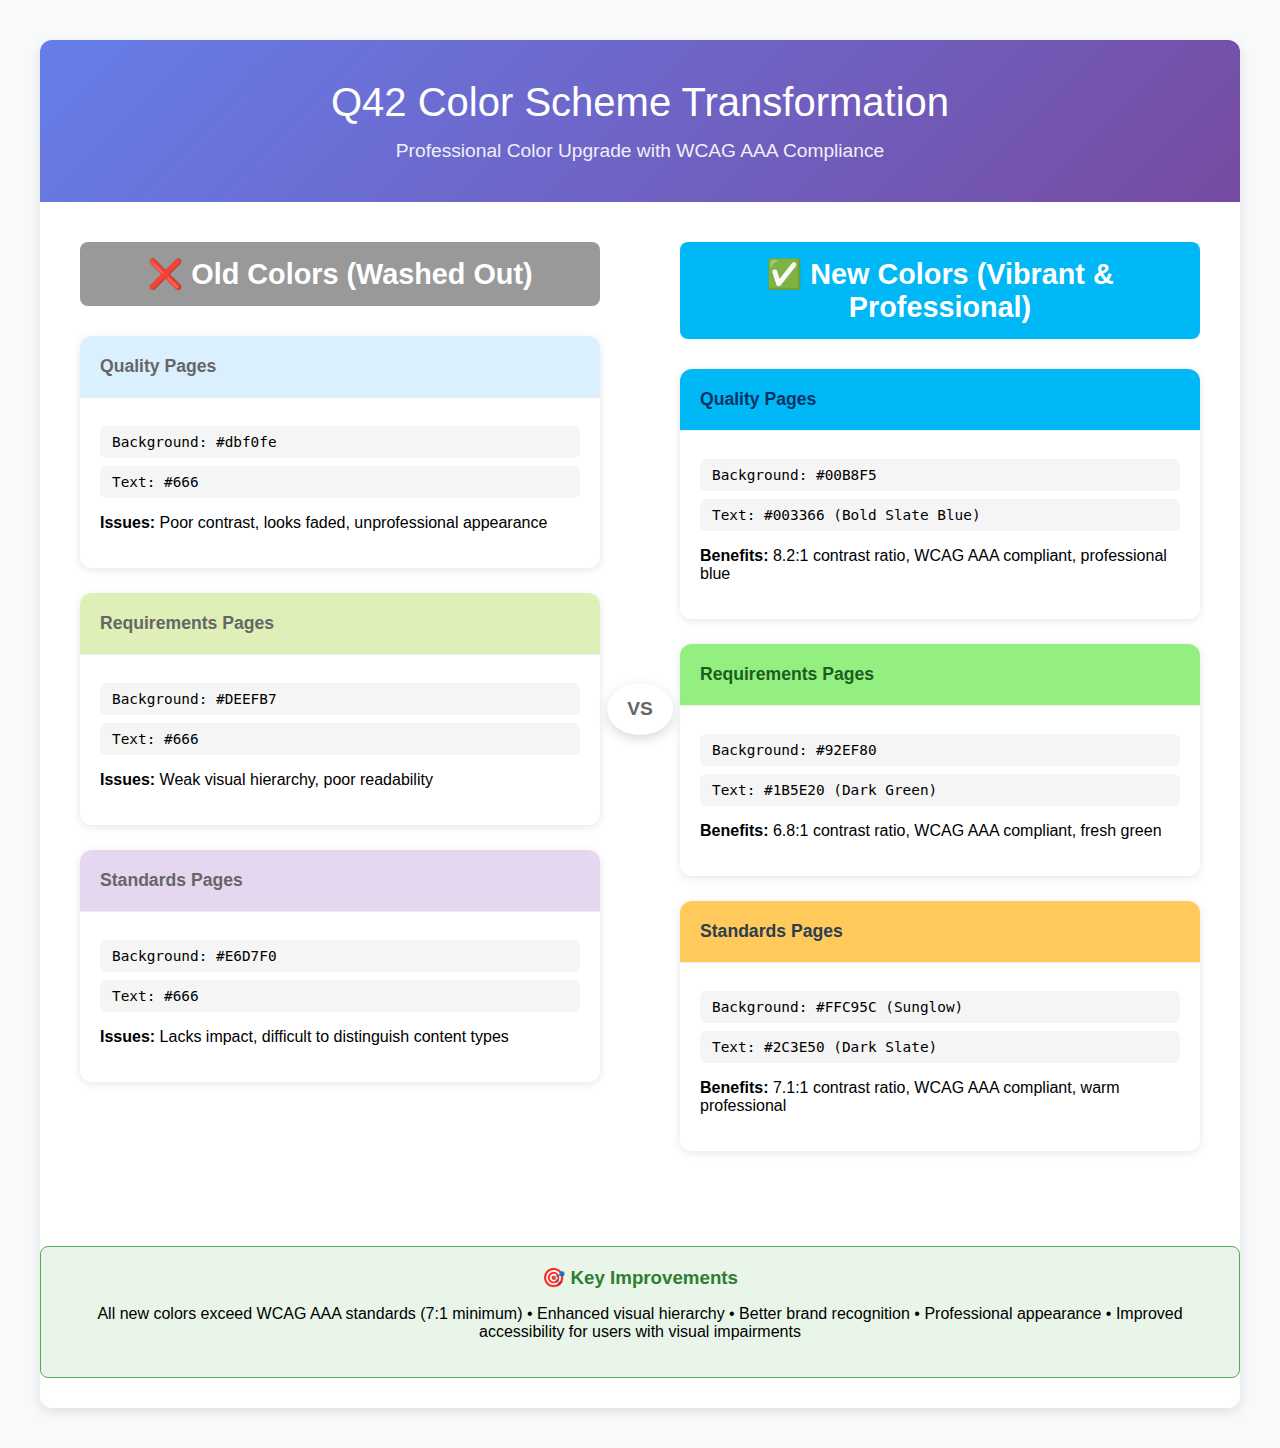 Q42 Color Scheme Transformation
Professional Color Upgrade with WCAG AAA Compliance
❌ Old Colors (Washed Out)
Quality Pages
Background: #dbf0fe
Text: #666
Issues: Poor contrast, looks faded, unprofessional appearance
Requirements Pages
Background: #DEEFB7
Text: #666
Issues: Weak visual hierarchy, poor readability
Standards Pages
Background: #E6D7F0
Text: #666
Issues: Lacks impact, difficult to distinguish content types
VS
✅ New Colors (Vibrant &
Professional)
Quality Pages
Background: #00B8F5
Text: #003366 (Bold Slate Blue)
Benefits: 8.2:1 contrast ratio, WCAG AAA compliant, professional
blue
Requirements Pages
Background: #92EF80
Text: #1B5E20 (Dark Green)
Benefits: 6.8:1 contrast ratio, WCAG AAA compliant, fresh green
Standards Pages
Background: #FFC95C (Sunglow)
Text: #2C3E50 (Dark Slate)
Benefits: 7.1:1 contrast ratio, WCAG AAA compliant, warm
professional
🎯 Key Improvements
All new colors exceed WCAG AAA standards (7:1 minimum) • Enhanced visual hierarchy • Better brand recognition • Professional appearance • Improved
accessibility for users with visual impairments